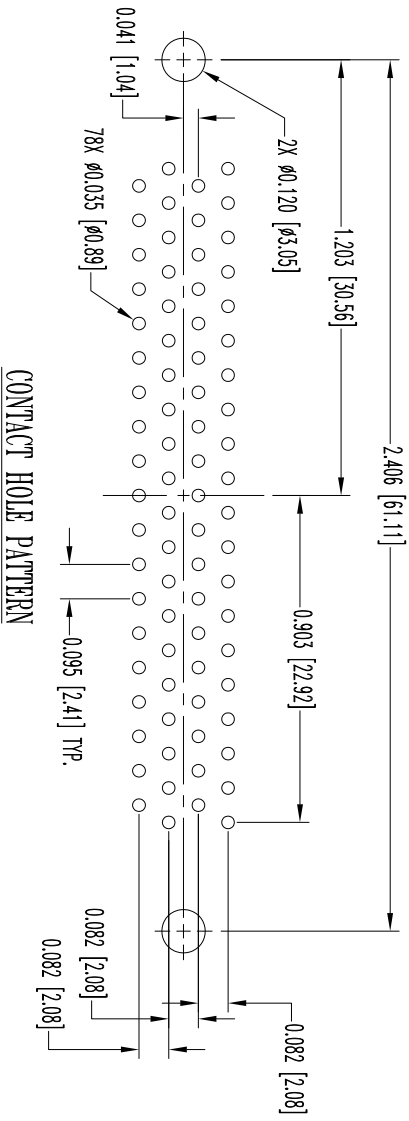 2.406 [61.11]
1.203 [30.56]
0.903 [22.92]
2X ø0.120 [ø3.05]
0.041 [1.04]
78X ø0.035 [ø0.89]
0.082 [2.08]
0.082 [2.08]
0.082 [2.08]
0.095 [2.41] TYP.
CONTACT HOLE PATTERN